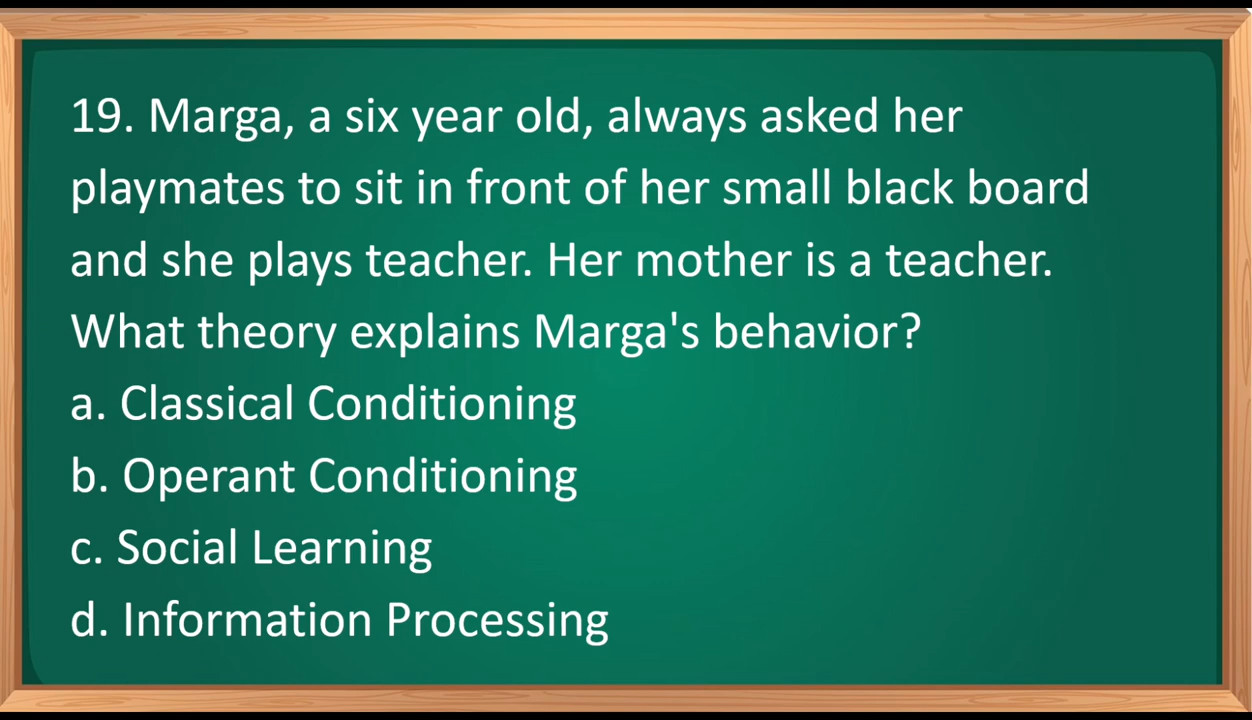 19. Marga, a six year old, always asked her
playmates to sit in front of her small black board
and she plays teacher. Her mother is a teacher.
What theory explains Marga's behavior?
a. Classical Conditioning
b. Operant Conditioning
c. Social Learning
d. Information Processing